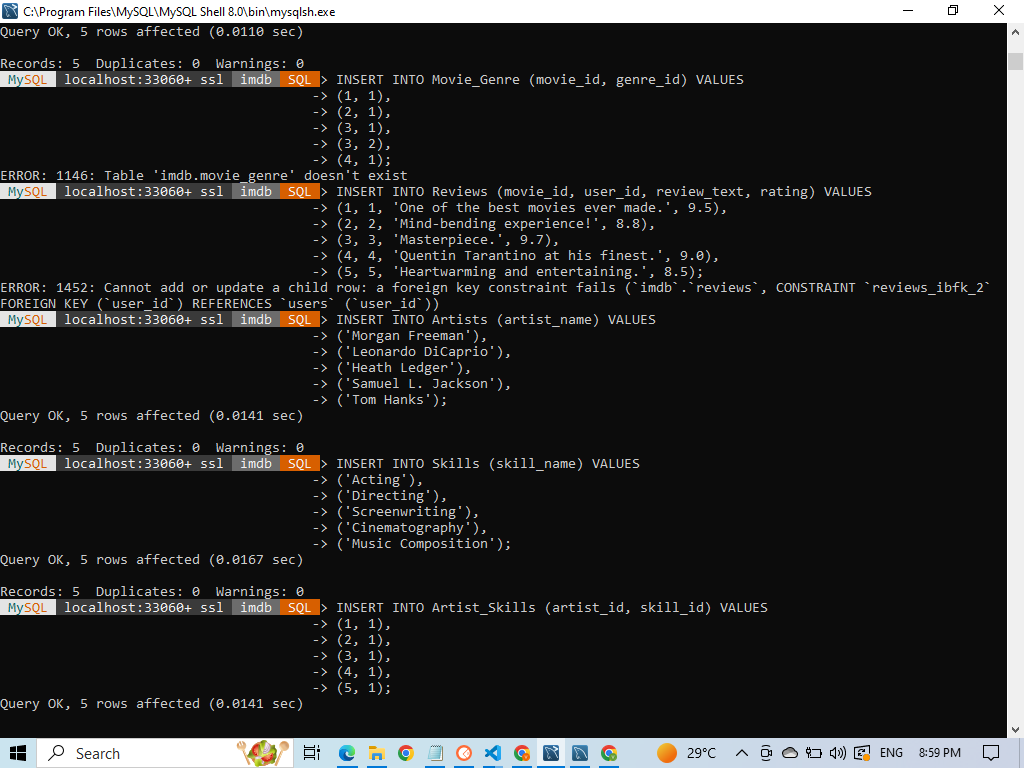 C:\Program Files\MySQL\MySQL Shell 8.0\bin\mysqlsh.exe
Query OK, 5 rows affected (0.0110 sec)
Records: 5  Duplicates: 0  Warnings: 0
MySQL localhost:33060+ ssl imdb SQL > INSERT INTO Movie_Genre (movie_id, genre_id) VALUES
-> (1, 1),
-> (2, 1),
-> (3, 1),
-> (3, 2),
-> (4, 1);
ERROR: 1146: Table 'imdb.movie_genre' doesn't exist
MySQL localhost:33060+ ssl imdb SQL > INSERT INTO Reviews (movie_id, user_id, review_text, rating) VALUES
-> (1, 1, 'One of the best movies ever made.', 9.5),
-> (2, 2, 'Mind-bending experience!', 8.8),
-> (3, 3, 'Masterpiece.', 9.7),
-> (4, 4, 'Quentin Tarantino at his finest.', 9.0),
-> (5, 5, 'Heartwarming and entertaining.', 8.5);
ERROR: 1452: Cannot add or update a child row: a foreign key constraint fails (`imdb`.`reviews`, CONSTRAINT `reviews_ibfk_2`
FOREIGN KEY (`user_id`) REFERENCES `users` (`user_id`))
MySQL localhost:33060+ ssl imdb SQL > INSERT INTO Artists (artist_name) VALUES
-> ('Morgan Freeman'),
-> ('Leonardo DiCaprio'),
-> ('Heath Ledger'),
-> ('Samuel L. Jackson'),
-> ('Tom Hanks');
Query OK, 5 rows affected (0.0141 sec)
Records: 5  Duplicates: 0  Warnings: 0
MySQL localhost:33060+ ssl imdb SQL > INSERT INTO Skills (skill_name) VALUES
-> ('Acting'),
-> ('Directing'),
-> ('Screenwriting'),
-> ('Cinematography'),
-> ('Music Composition');
Query OK, 5 rows affected (0.0167 sec)
Records: 5  Duplicates: 0  Warnings: 0
MySQL localhost:33060+ ssl imdb SQL > INSERT INTO Artist_Skills (artist_id, skill_id) VALUES
-> (1, 1),
-> (2, 1),
-> (3, 1),
-> (4, 1),
-> (5, 1);
Query OK, 5 rows affected (0.0141 sec)
Search 29°C ENG 8:59 PM